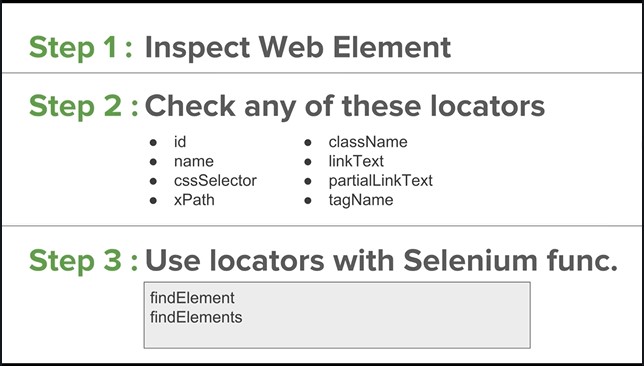 Step 1 : Inspect Web Element
Step 2 : Check any of these locators
• id
• name
• cssSelector
• xPath
• className
• linkText
• partialLinkText
• tagName
Step 3 : Use locators with Selenium func.
findElement
findElements